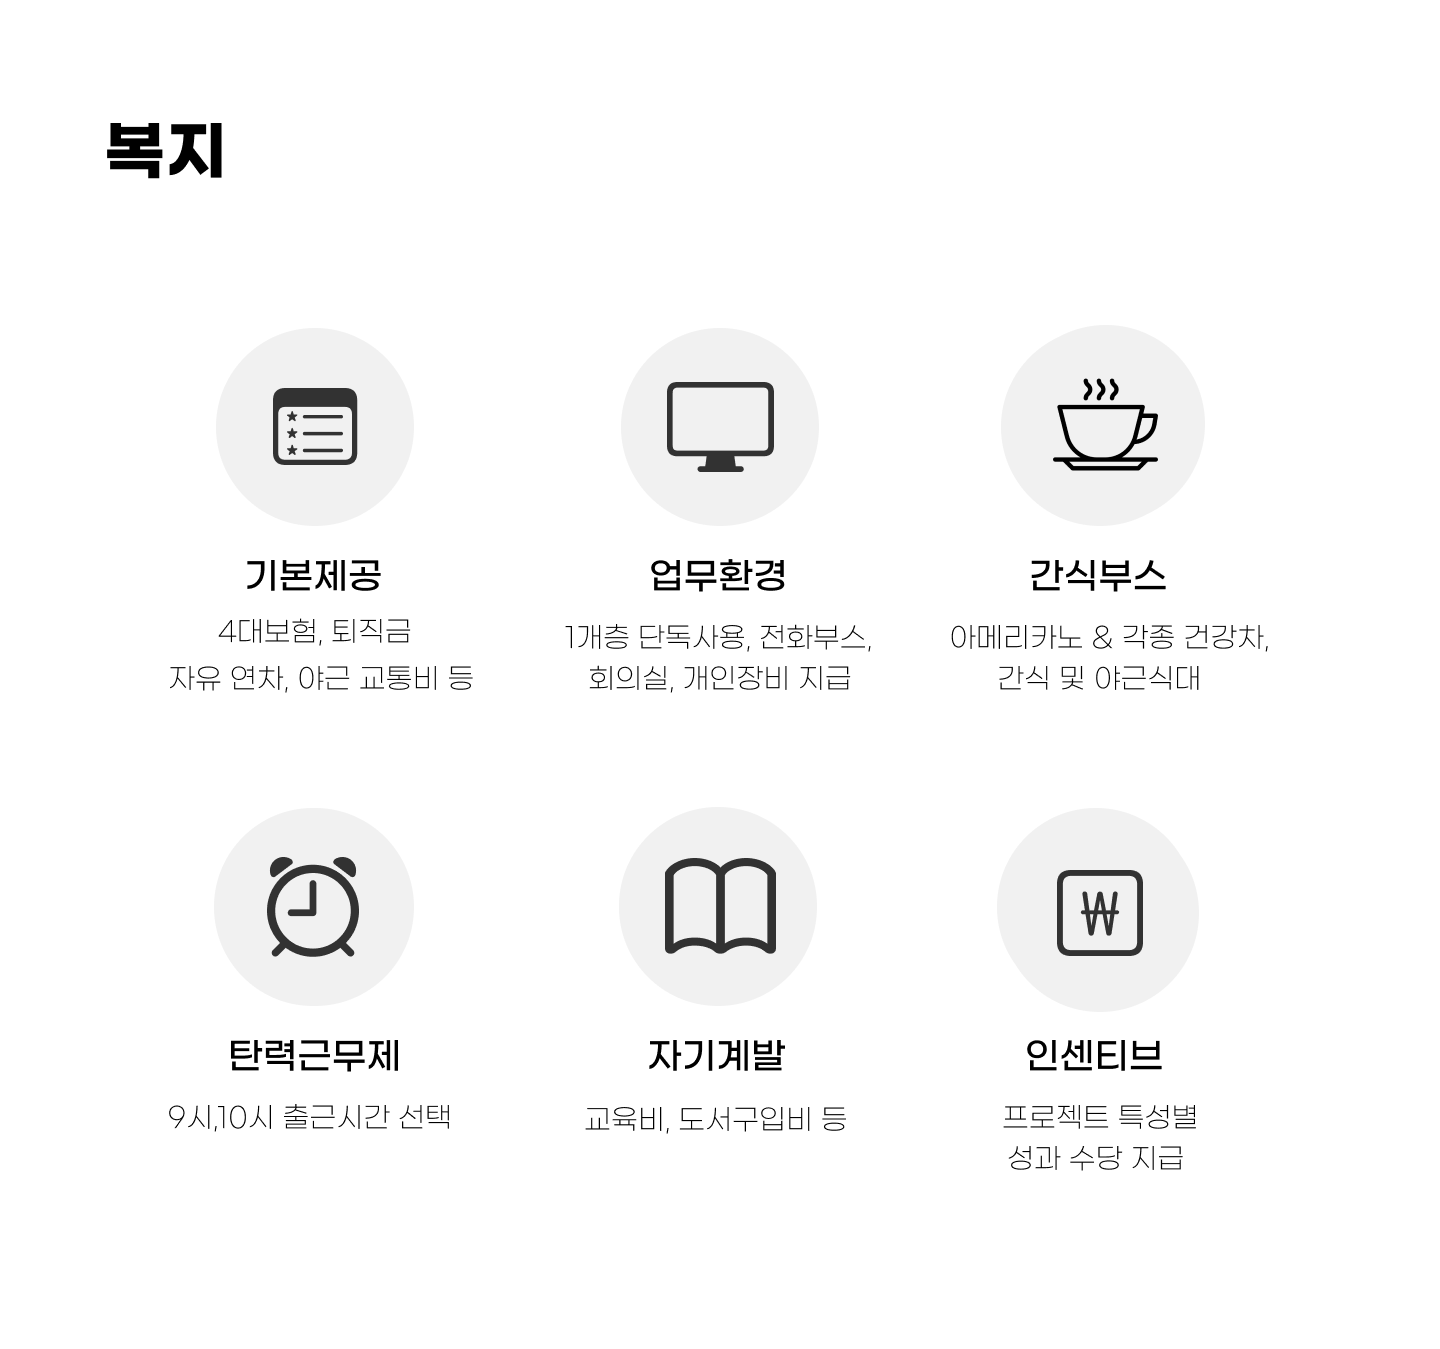 복지
기본제공
4대보험, 퇴직금
자유 연차, 야근 교통비 등
업무환경
1개층 단독사용, 전화부스,
회의실, 개인장비 지급
간식부스
아메리카노 & 각종 건강차,
간식 및 야근식대
탄력근무제
9시,10시 출근시간 선택
자기계발
교육비, 도서구입비 등
₩
인센티브
프로젝트 특성별
성과 수당 지급